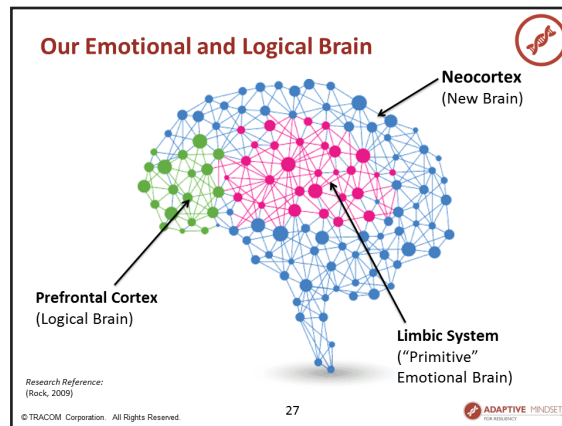 Our Emotional and Logical Brain
Neocortex
(New Brain)
Prefrontal Cortex
(Logical Brain)
Limbic System
(“Primitive”
Emotional Brain)
Research Reference:
(Rock, 2009)
© TRACOM Corporation. All Rights Reserved.
27
ADAPTIVE MINDSET
FOR RESILIENCY